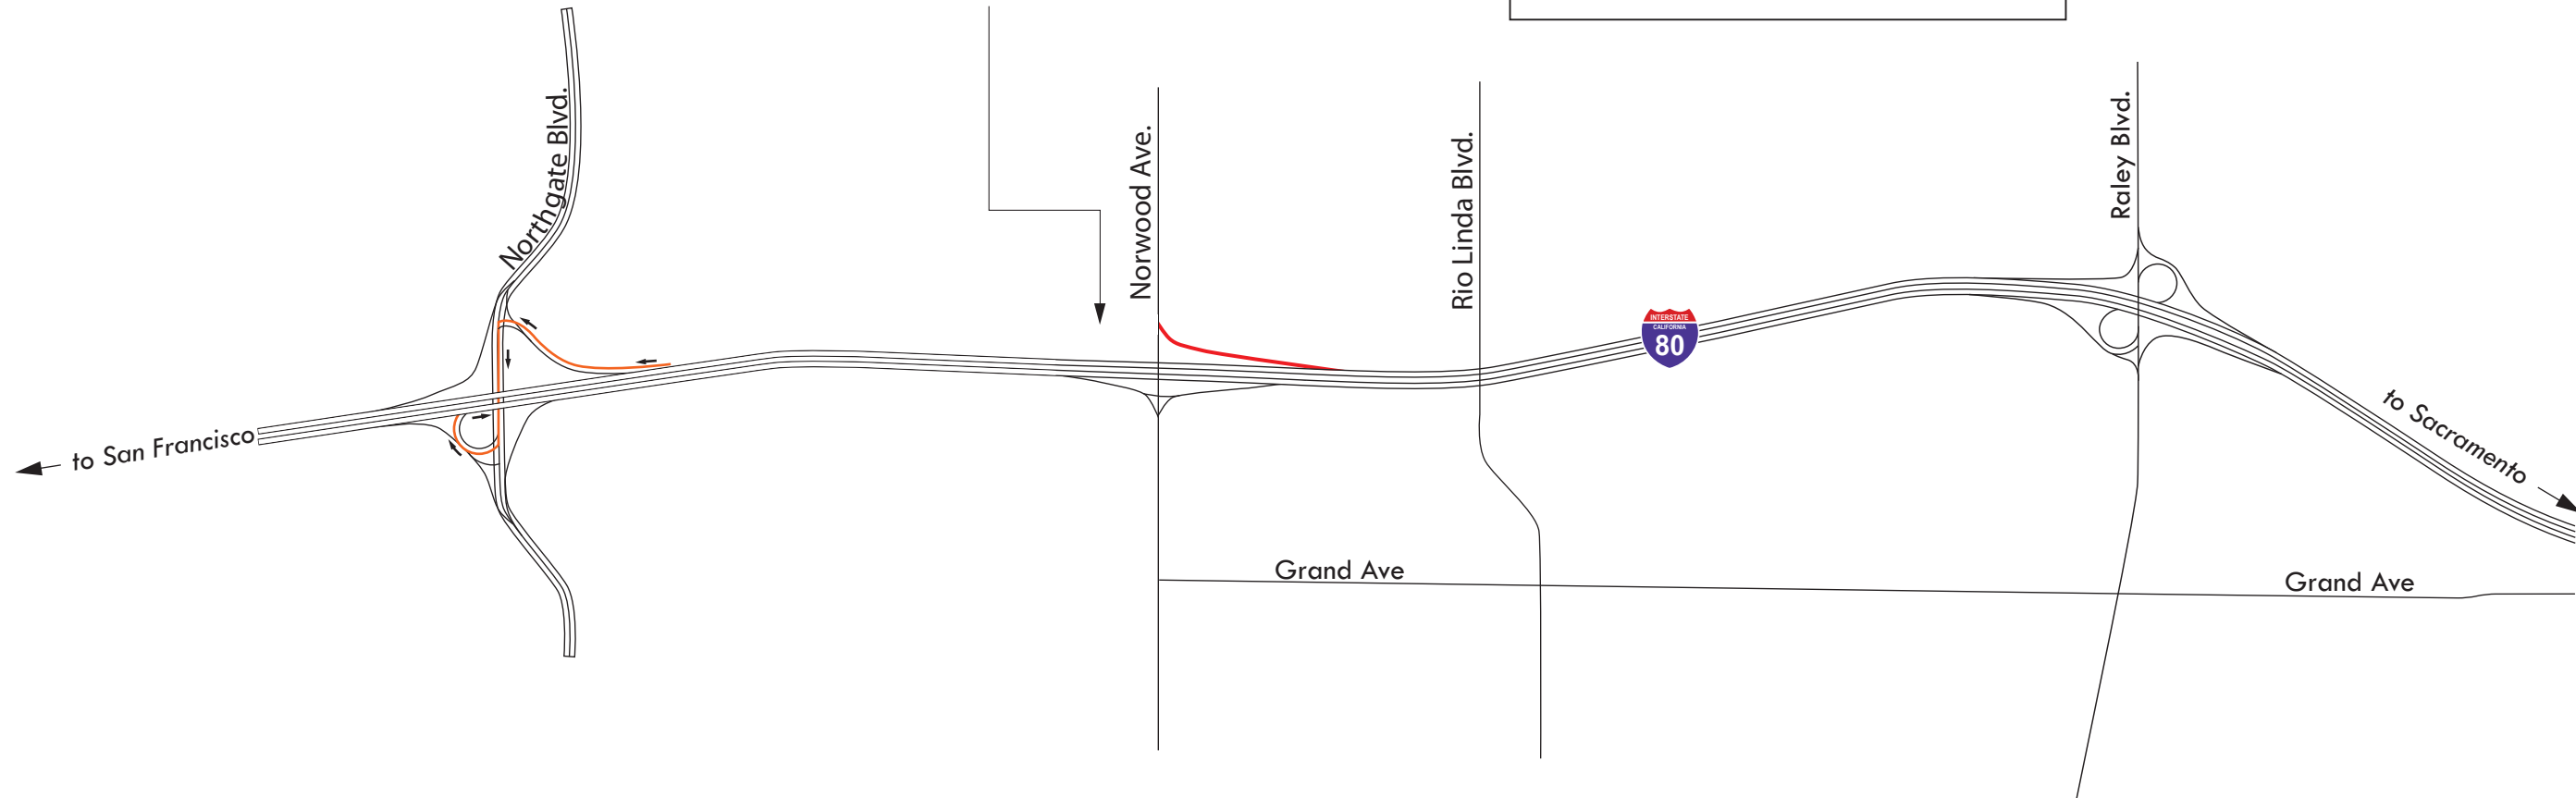 Northgate Blvd.
Norwood Ave.
Rio Linda Blvd.
Raley Blvd.
INTERSTATE
CALIFORNIA
80
to San Francisco
to Sacramento
Grand Ave
Grand Ave